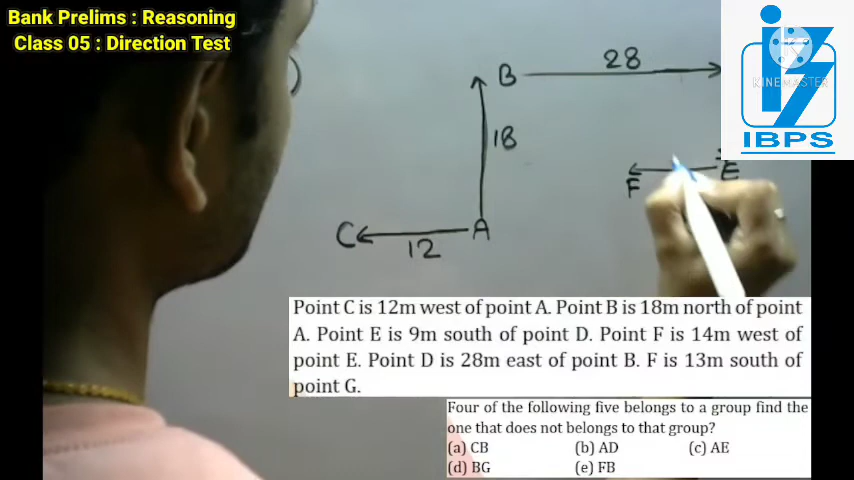 Bank Prelims : Reasoning
Class 05 : Direction Test
KINEMASTER
IBPS
B 28
18
F E
C 12 A
Point C is 12m west of point A. Point B is 18m north of point
A. Point E is 9m south of point D. Point F is 14m west of
point E. Point D is 28m east of point B. F is 13m south of
point G.
Four of the following five belongs to a group find the
one that does not belongs to that group?
(a) CB (b) AD (c) AE
(d) BG (e) FB